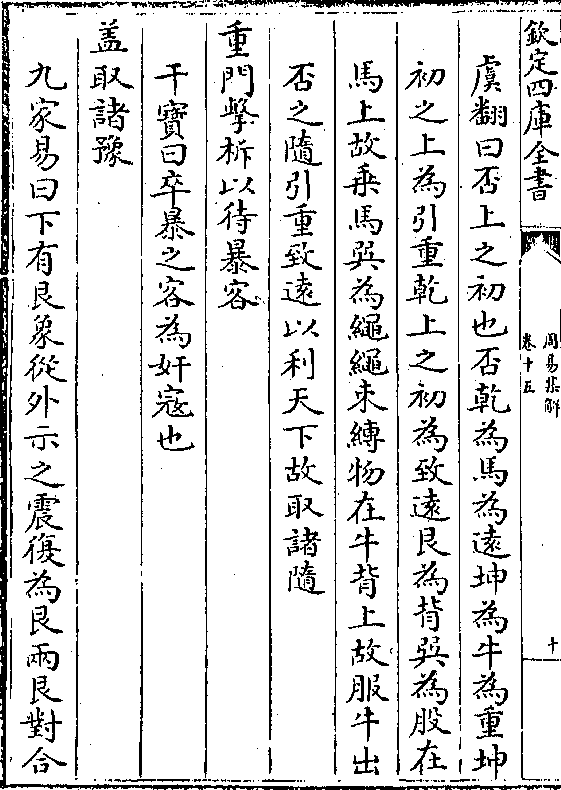 欽定四庫全書
周易集解
卷十五
十
虞翻曰否上之初也否乾為馬為遠坤為牛為重坤
初之上為引重乾上之初為致遠艮為背巽為股在
馬上故乗馬巽為繩繩束縛物在牛背上故服牛出
否之隨引重致遠以利天下故取諸隨
重門擊柝以待暴客
干寶曰卒暴之客為奸寇也
盖取諸豫
九家易曰下有艮象從外示之震復為艮兩艮對合